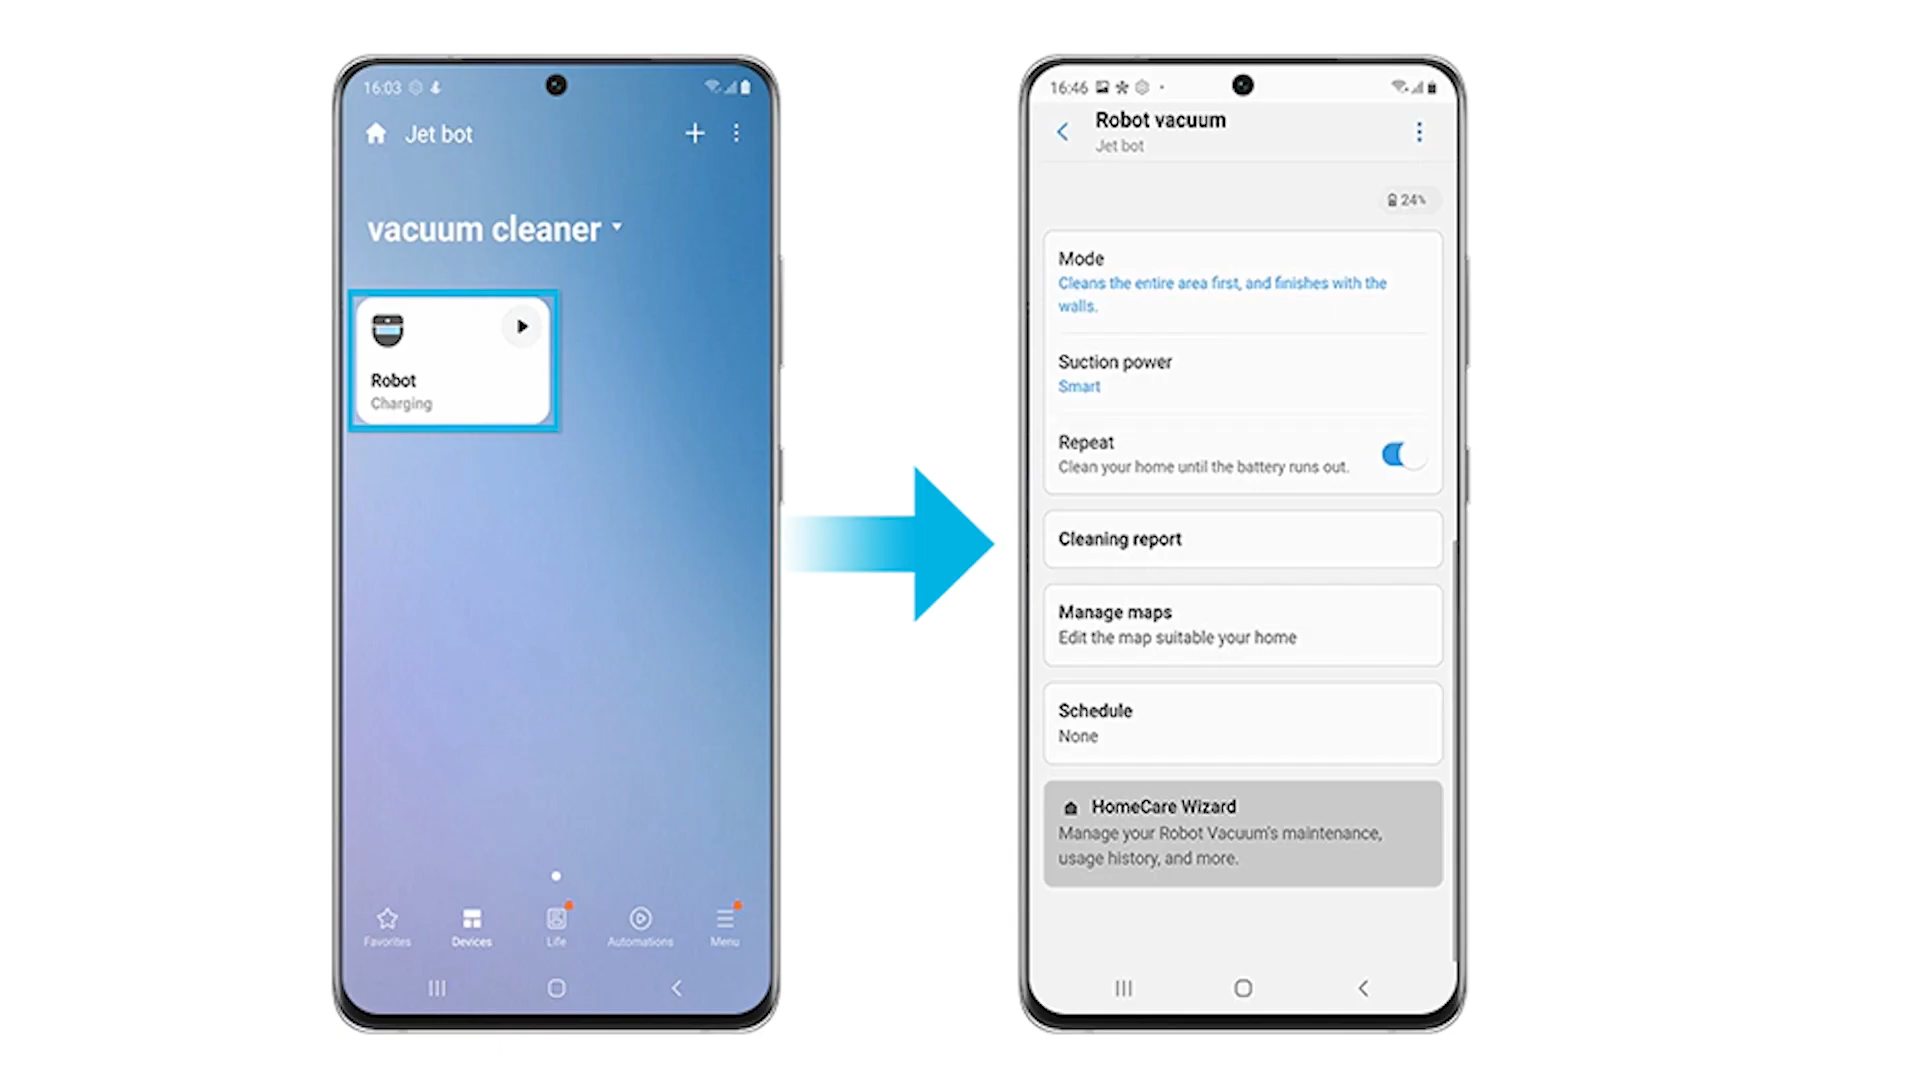 16:03
Jet bot
vacuum cleaner
Robot
Charging
Favorites
Devices
Life
Automations
Menu
16:46
Robot vacuum
Jet bot
24%
Mode
Cleans the entire area first, and finishes with the
walls.
Suction power
Smart
Repeat
Clean your home until the battery runs out.
Cleaning report
Manage maps
Edit the map suitable your home
Schedule
None
HomeCare Wizard
Manage your Robot Vacuum's maintenance,
usage history, and more.